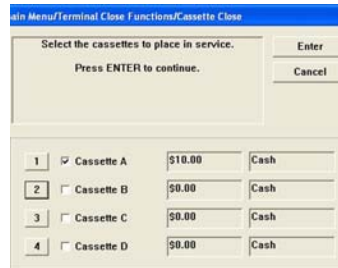 ain Menu/Terminal Close Functions/Cassette Close
Select the cassettes to place in service.
Press ENTER to continue.
Enter
Cancel
1 Cassette A $10.00 Cash
2 Cassette B $0.00 Cash
3 Cassette C $0.00 Cash
4 Cassette D $0.00 Cash